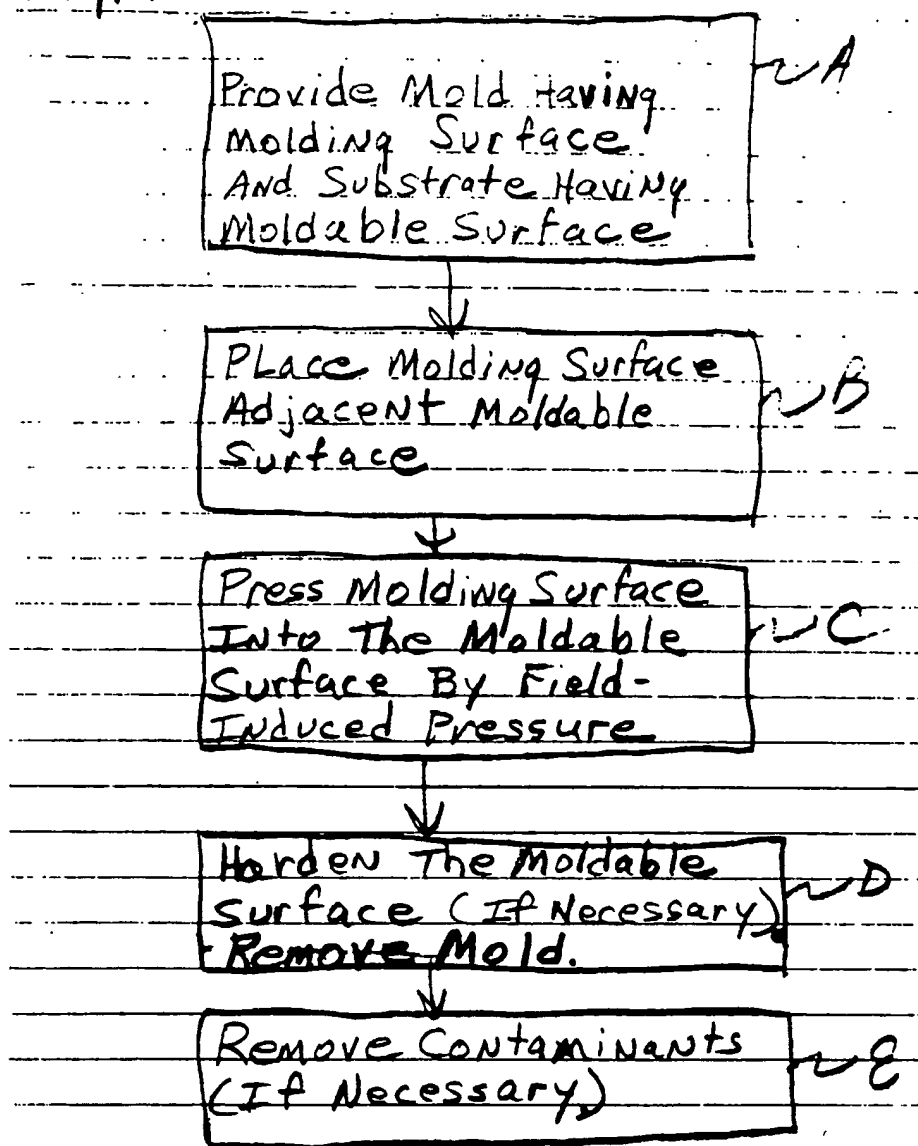 Provide Mold Having
Molding Surface
And Substrate Having
Moldable Surface
A
Place Molding Surface
Adjacent Moldable
Surface
B
Press Molding Surface
Into The Moldable
Surface By Field-
Induced Pressure
C
Harden The Moldable
Surface (If Necessary).
Remove Mold.
D
Remove Contaminants
(If Necessary)
E